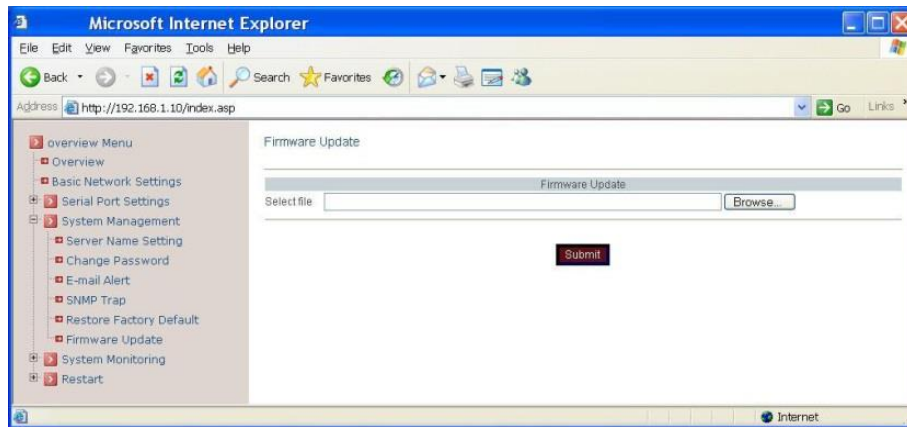 Microsoft Internet Explorer
File Edit View Favorites Tools Help
Back Search Favorites
Address http://192.168.1.10/index.asp Go Links
overview Menu
Overview
Basic Network Settings
Serial Port Settings
System Management
Server Name Setting
Change Password
E-mail Alert
SNMP Trap
Restore Factory Default
Firmware Update
System Monitoring
Restart
Firmware Update
Firmware Update
Select file Browse...
Submit
Internet